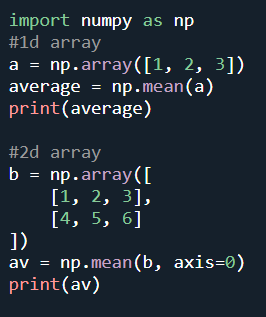 import numpy as np
#1d array
a = np.array([1, 2, 3])
average = np.mean(a)
print(average)

#2d array
b = np.array([
    [1, 2, 3],
    [4, 5, 6]
])
av = np.mean(b, axis=0)
print(av)